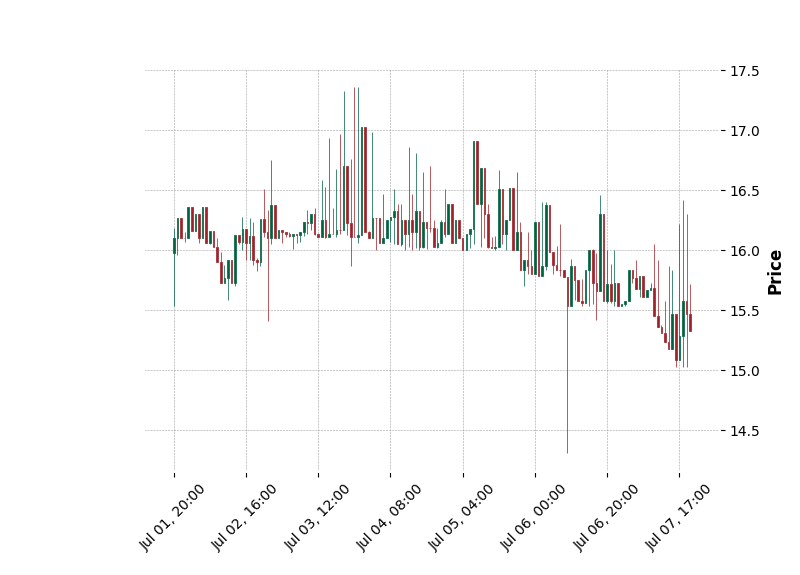 17.5
17.0
16.5
16.0
15.5
15.0
14.5
Price
Jul 01, 20:00
Jul 02, 16:00
Jul 03, 12:00
Jul 04, 08:00
Jul 05, 04:00
Jul 06, 00:00
Jul 06, 20:00
Jul 07, 17:00